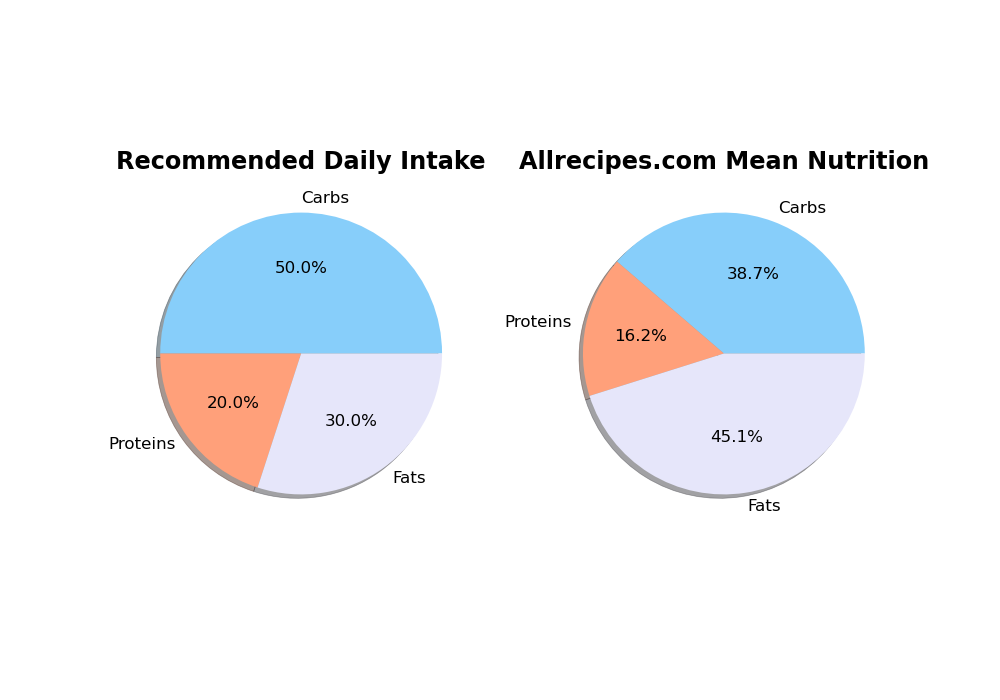 Recommended Daily Intake
Carbs
50.0%
20.0%
30.0%
Proteins
Fats
Allrecipes.com Mean Nutrition
Carbs
38.7%
Proteins
16.2%
45.1%
Fats